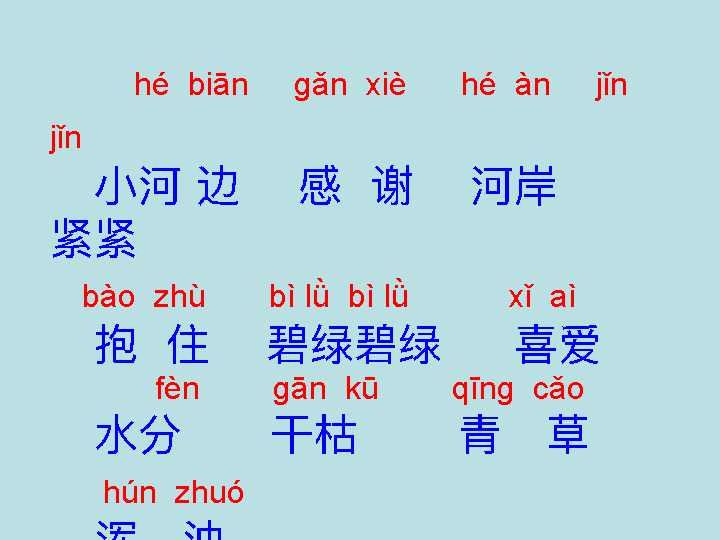 hé biān gǎn xiè hé àn jǐn
jǐn
小河 边 感 谢 河岸
紧紧
bào zhù bì lǜ bì lǜ xǐ aì
抱 住 碧绿碧绿 喜爱
fèn gān kū qīng cǎo
水分 干枯 青 草
hún zhuó